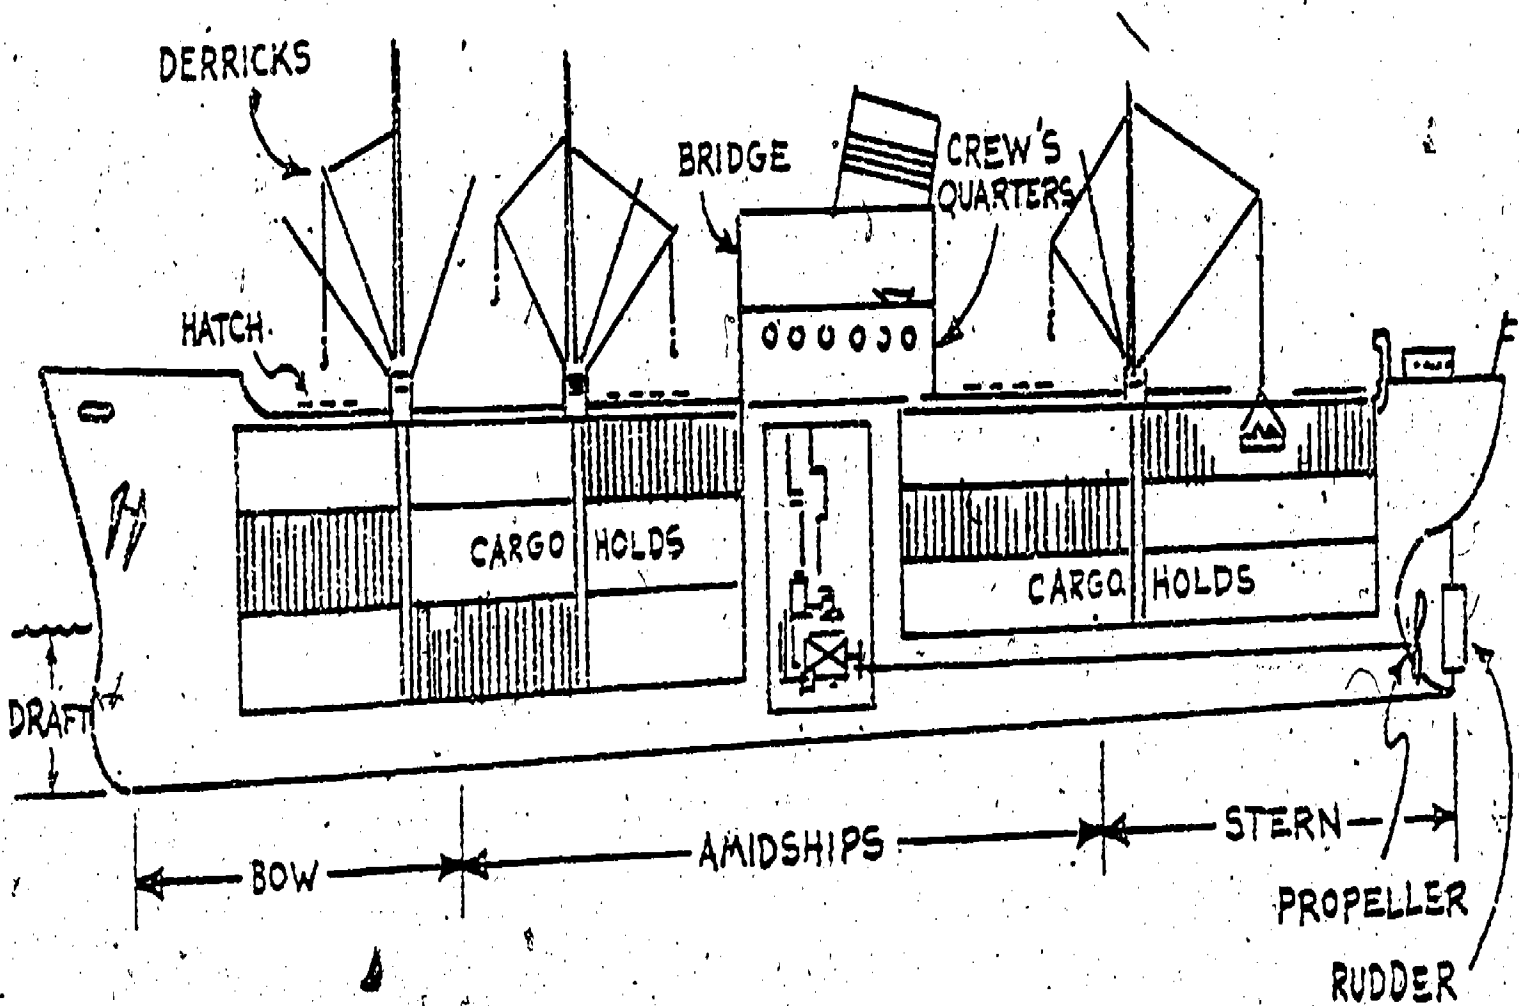 DERRICKS
BRIDGE
CREW'S
QUARTERS
HATCH
CARGO HOLDS
CARGO HOLDS
DRAFT
STERN
AMIDSHIPS
BOW
PROPELLER
RUDDER